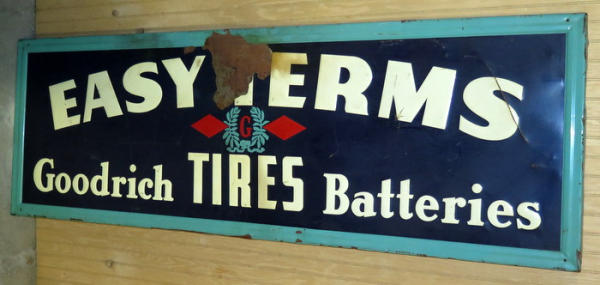 EASY TERMS
G
Goodrich TIRES Batteries